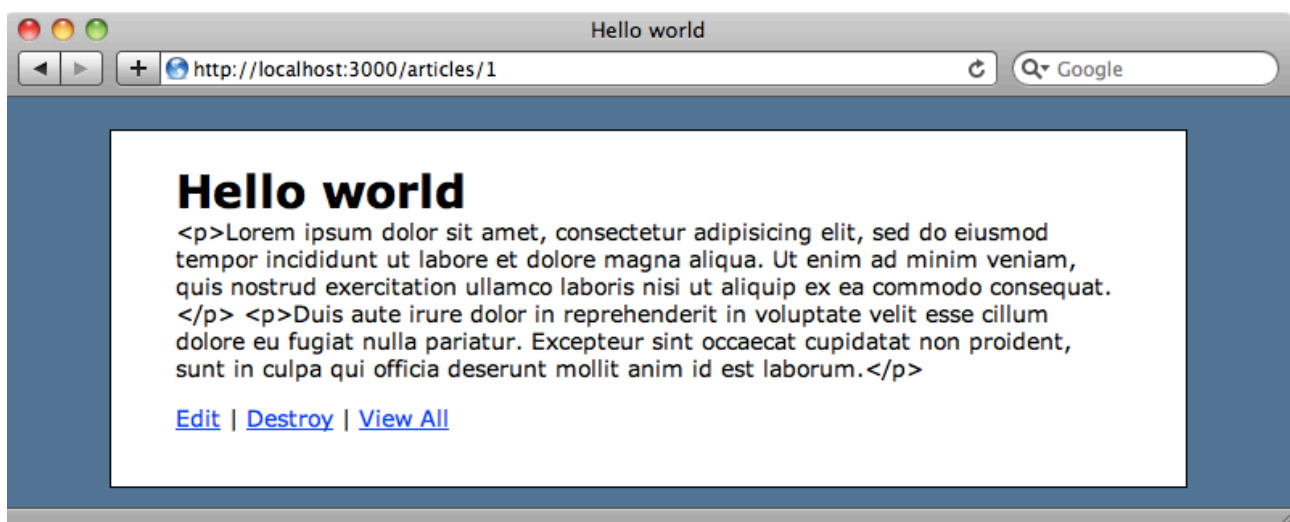 Hello world
http://localhost:3000/articles/1
Google
Hello world
<p>Lorem ipsum dolor sit amet, consectetur adipisicing elit, sed do eiusmod
tempor incididunt ut labore et dolore magna aliqua. Ut enim ad minim veniam,
quis nostrud exercitation ullamco laboris nisi ut aliquip ex ea commodo consequat.
</p> <p>Duis aute irure dolor in reprehenderit in voluptate velit esse cillum
dolore eu fugiat nulla pariatur. Excepteur sint occaecat cupidatat non proident,
sunt in culpa qui officia deserunt mollit anim id est laborum.</p>
Edit | Destroy | View All